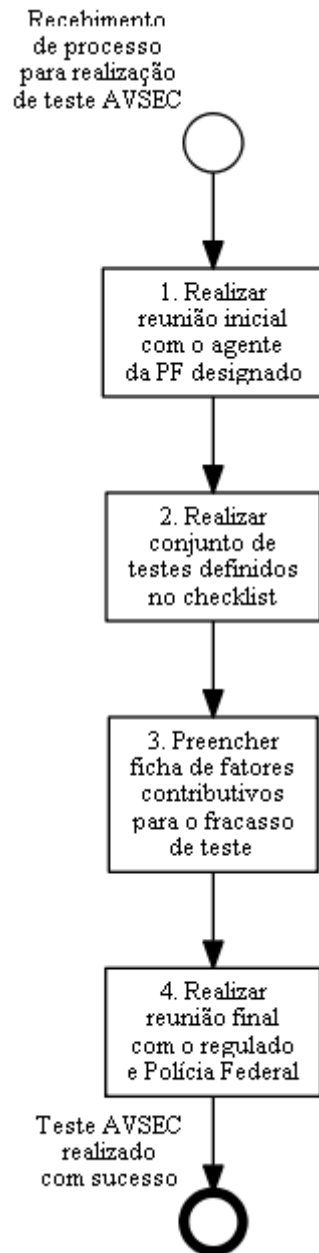 Recebimento
de processo
para realização
de teste AVSEC
1. Realizar
reunião inicial
com o agente
da PF designado
2. Realizar
conjunto de
testes definidos
no checklist
3. Preencher
ficha de fatores
contributivos
para o fracasso
de teste
4. Realizar
reunião final
com o regulado
e Polícia Federal
Teste AVSEC
realizado
com sucesso